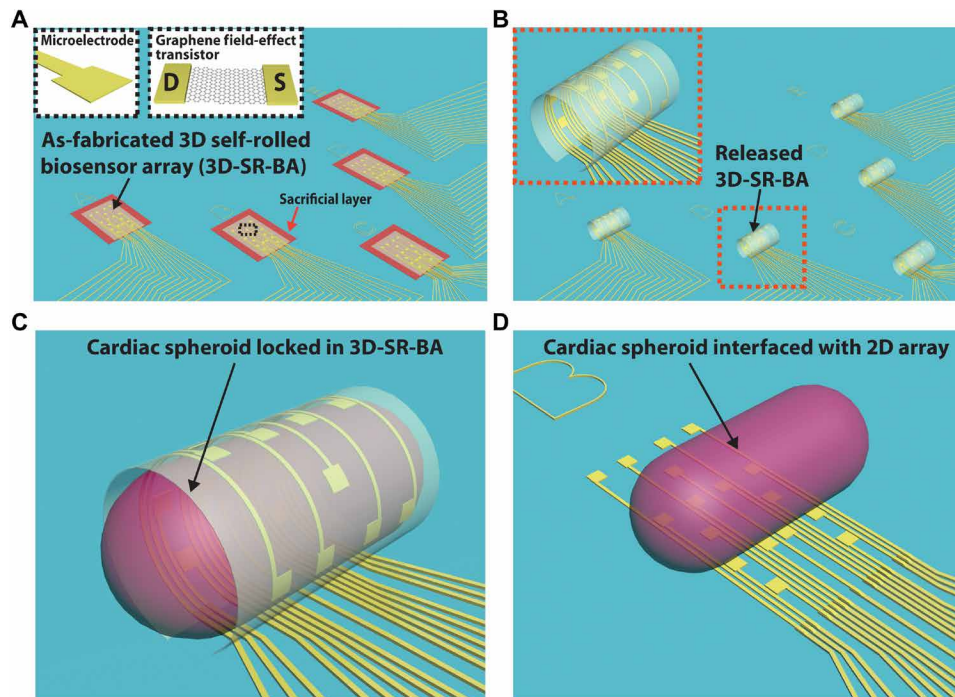 A
Microelectrode
Graphene field-effect
transistor
D
S
As-fabricated 3D self-rolled
biosensor array (3D-SR-BA)
Sacrificial layer
B
Released
3D-SR-BA
C
Cardiac spheroid locked in 3D-SR-BA
D
Cardiac spheroid interfaced with 2D array
B